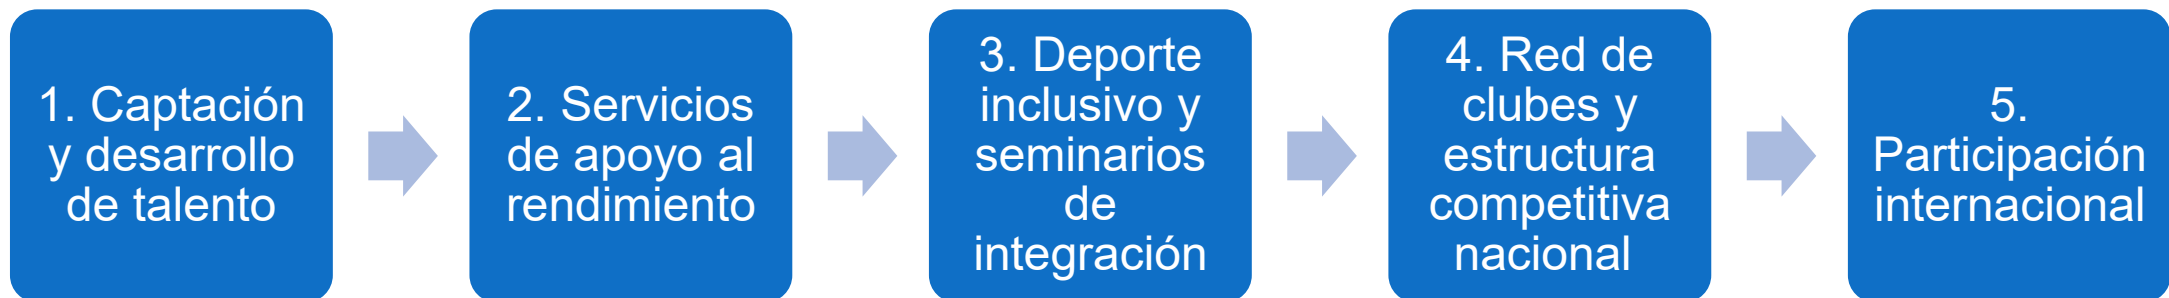 1. Captación
y desarrollo
de talento
2. Servicios
de apoyo al
rendimiento
3. Deporte
inclusivo y
seminarios
de
integración
4. Red de
clubes y
estructura
competitiva
nacional
5.
Participación
internacional